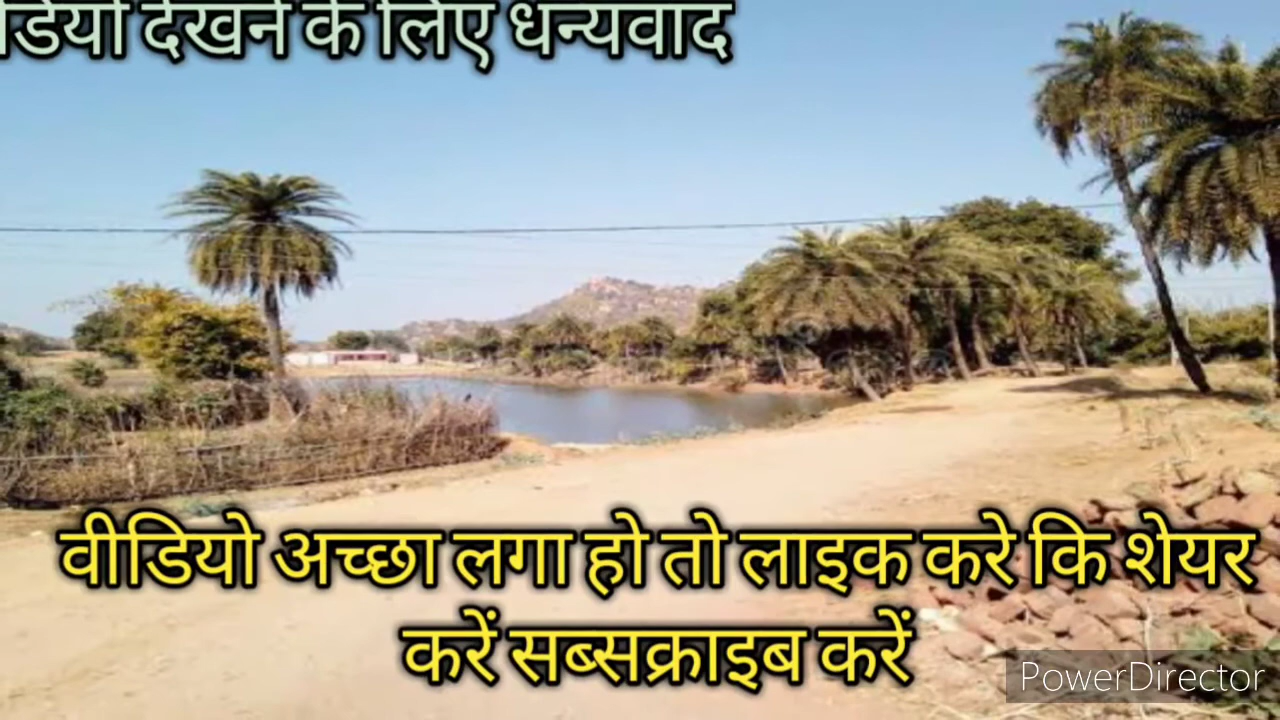 देखने के लिए धन्यवाद
वीडियो अच्छा लगा हो तो लाइक करे कि शेयर
करें सब्सक्राइब करें
PowerDirector